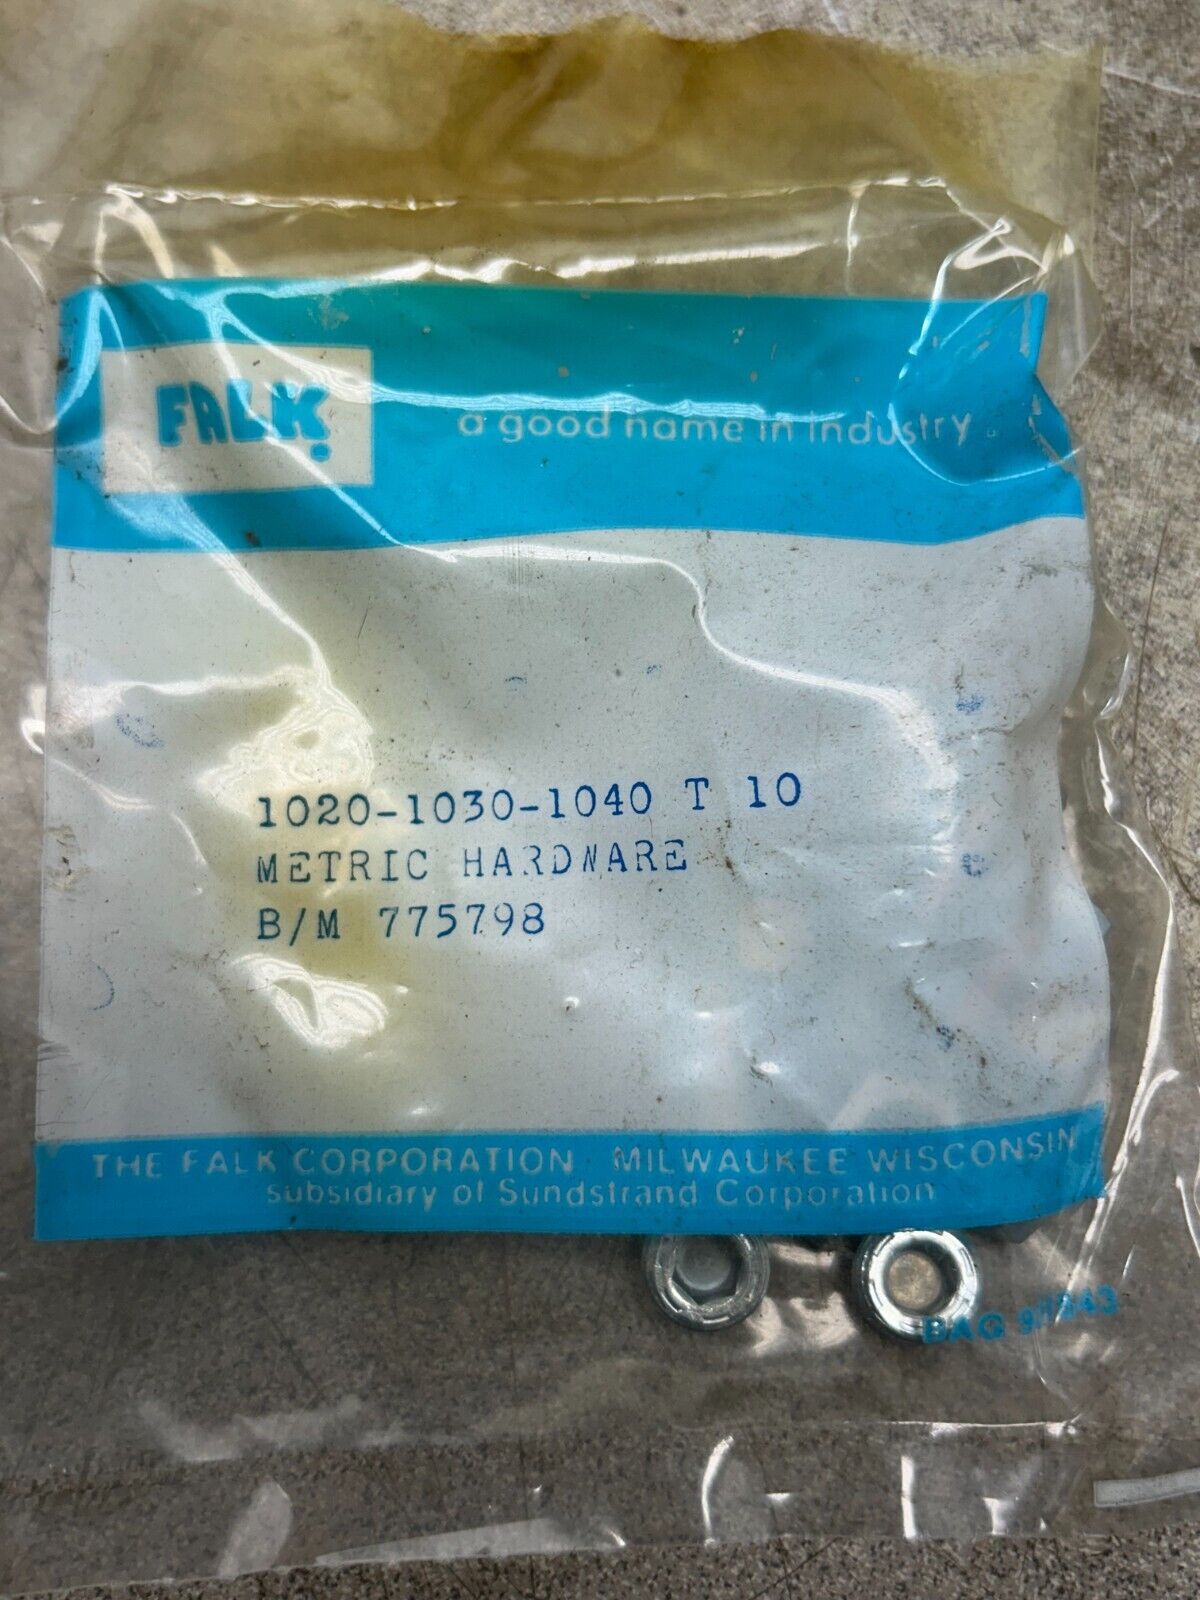 FALK
a good name in industry
1020-1030-1040 T 10
METRIC HARDWARE
B/M 775798
THE FALK CORPORATION MILWAUKEE WISCONSIN
subsidiary of Sundstrand Corporation
BAG